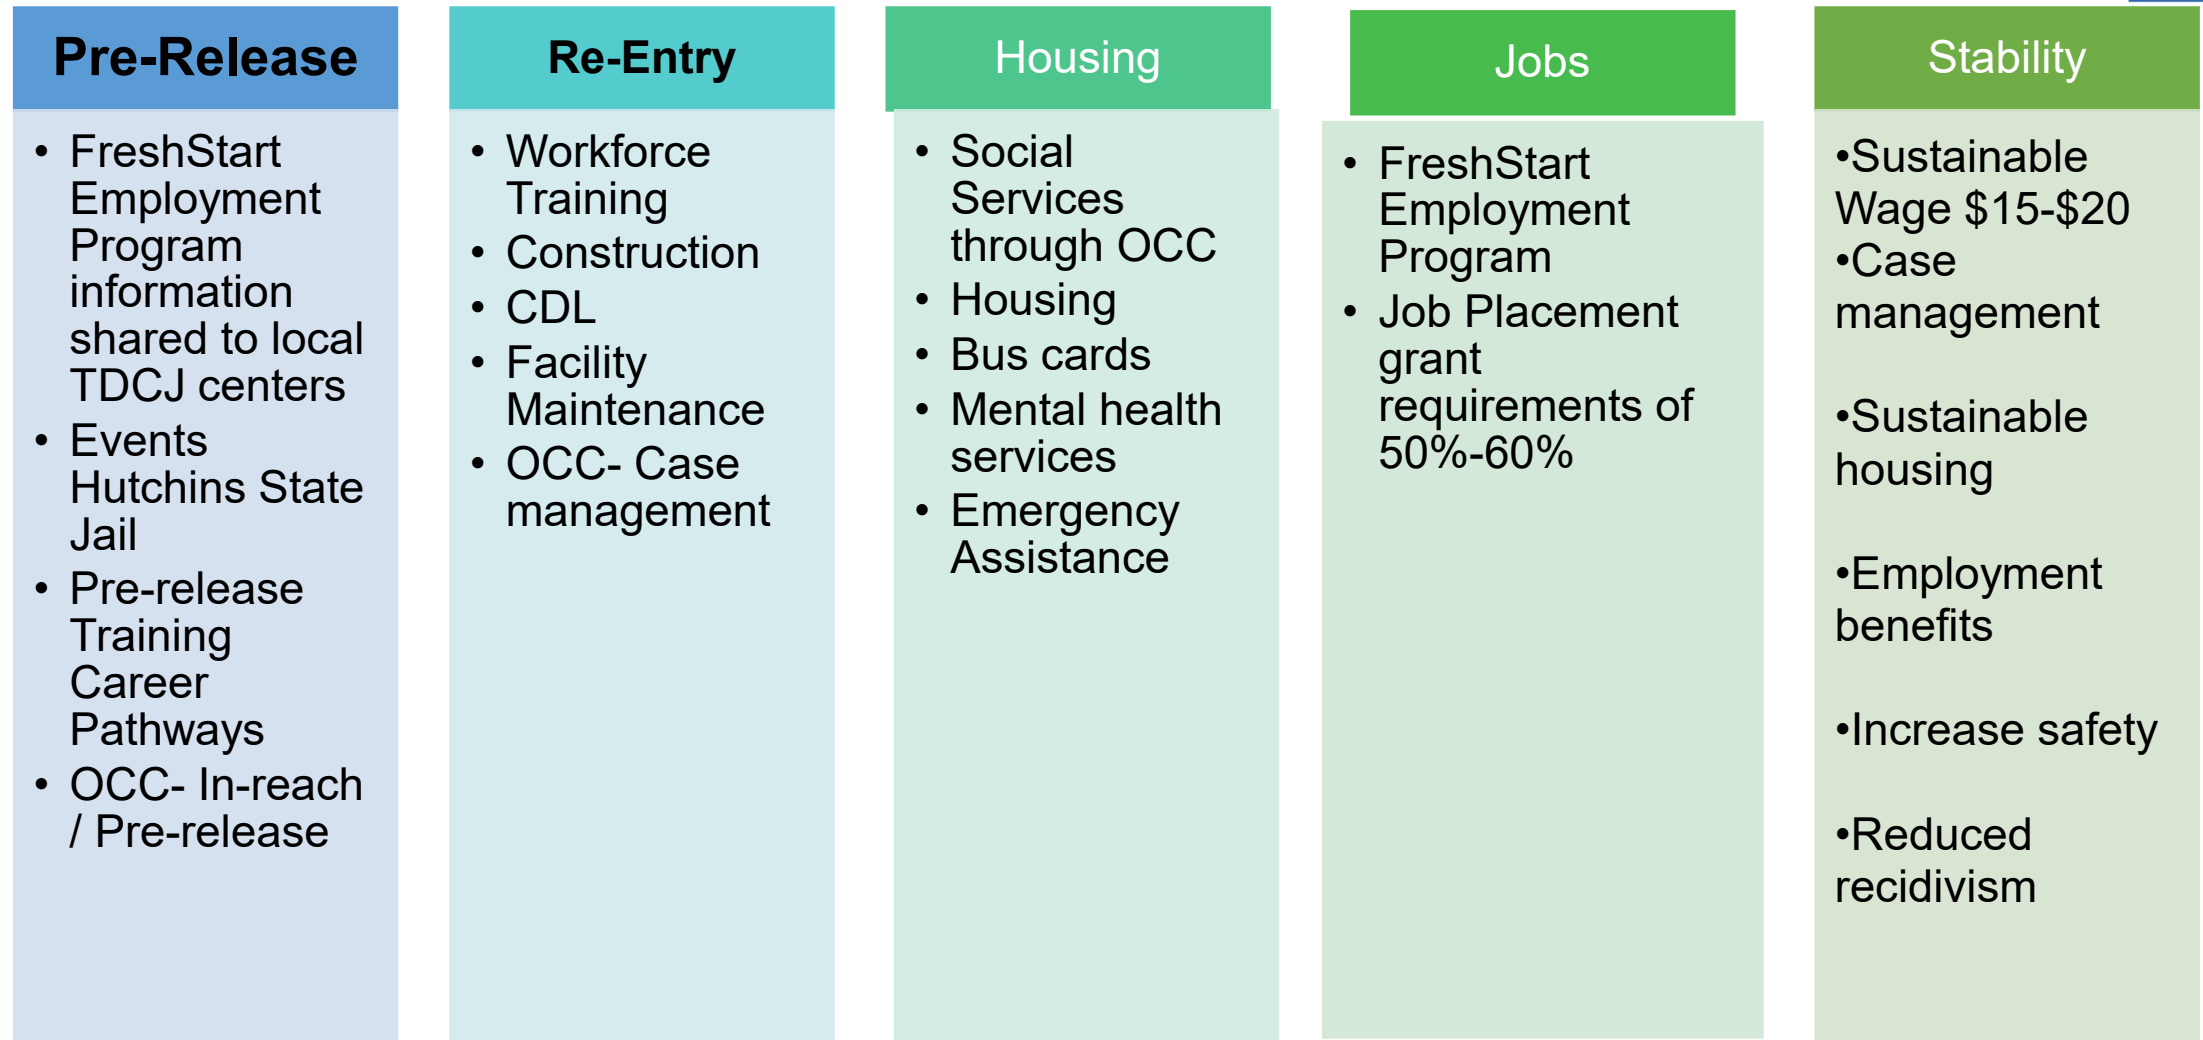 Pre-Release
• FreshStart
Employment
Program
information
shared to local
TDCJ centers
• Events
Hutchins State
Jail
• Pre-release
Training
Career
Pathways
• OCC- In-reach
/ Pre-release
Re-Entry
• Workforce
Training
• Construction
• CDL
• Facility
Maintenance
• OCC- Case
management
Housing
• Social
Services
through OCC
• Housing
• Bus cards
• Mental health
services
• Emergency
Assistance
Jobs
• FreshStart
Employment
Program
• Job Placement
grant
requirements of
50%-60%
Stability
•Sustainable
Wage $15-$20
•Case
management
•Sustainable
housing
•Employment
benefits
•Increase safety
•Reduced
recidivism